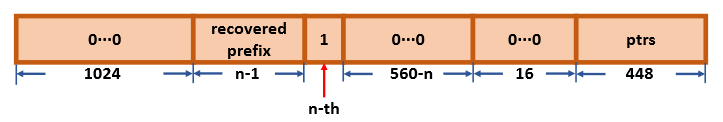 0···0 recovered prefix 1 0···0 0···0 ptrs
1024 n-1 560-n 16 448
n-th